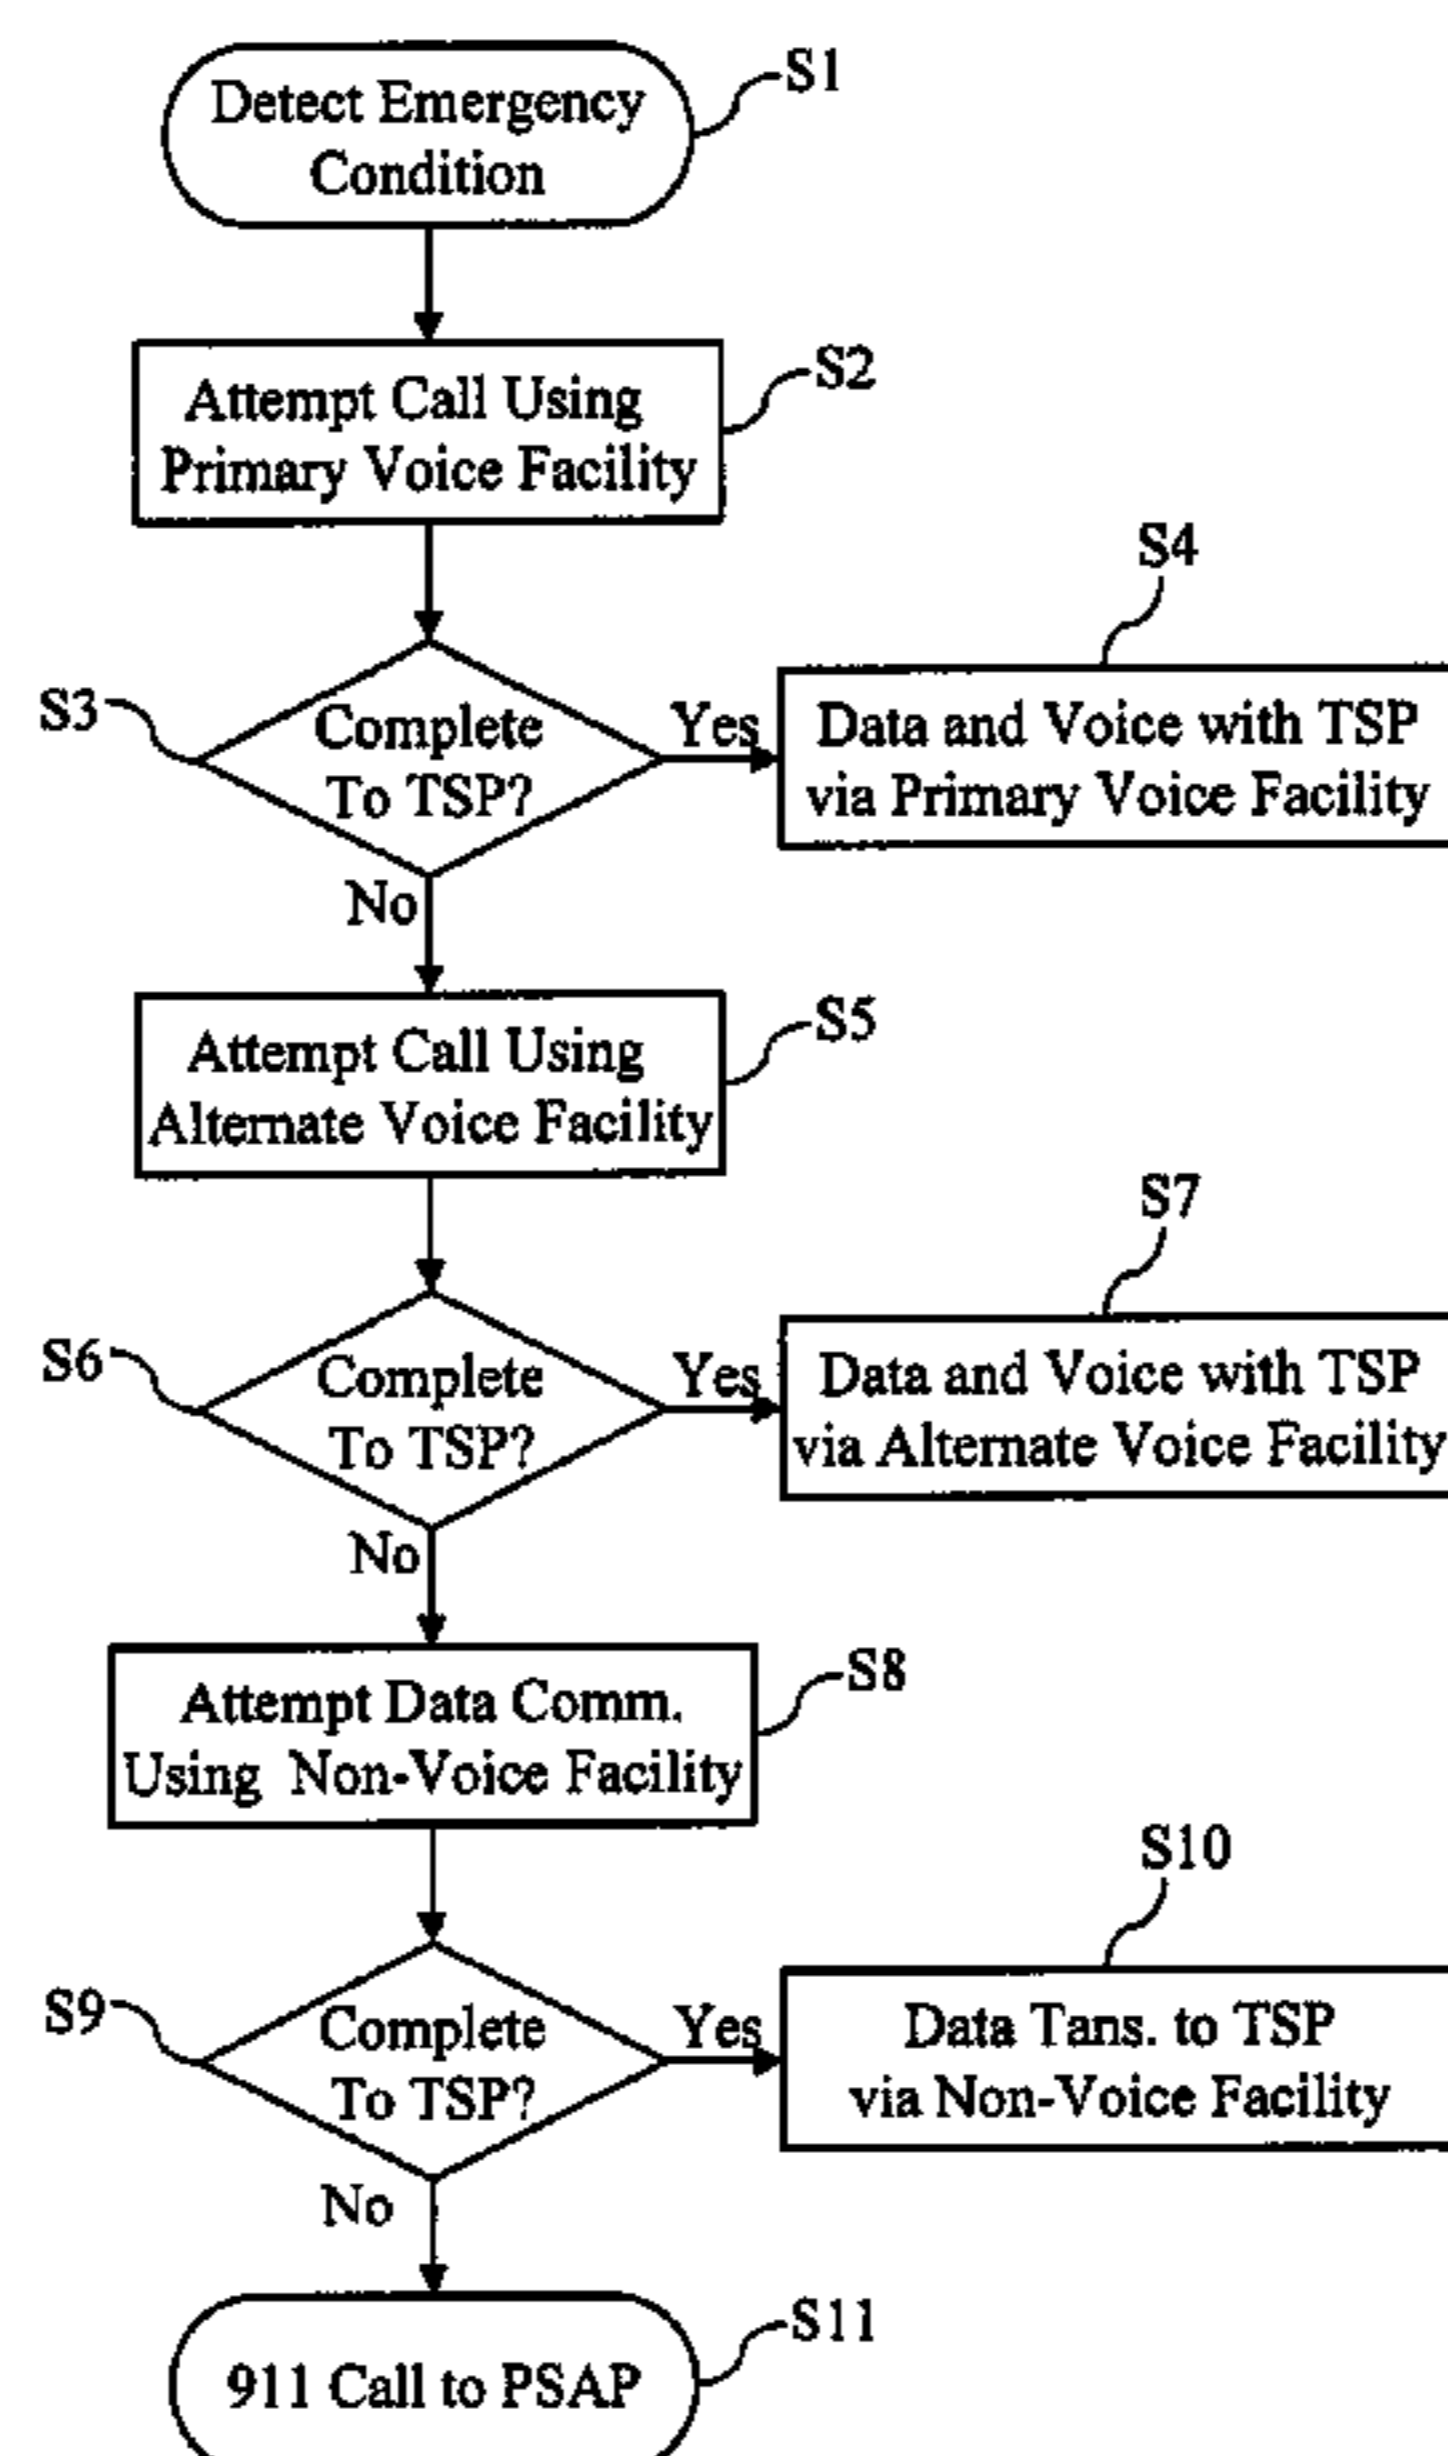 Detect Emergency
Condition
S1
Attempt Call Using
Primary Voice Facility
S2
S3
Complete
To TSP?
Yes
No
S4
Data and Voice with TSP
via Primary Voice Facility
Attempt Call Using
Alternate Voice Facility
S5
S6
Complete
To TSP?
Yes
No
S7
Data and Voice with TSP
via Alternate Voice Facility
Attempt Data Comm.
Using Non-Voice Facility
S8
S9
Complete
To TSP?
Yes
No
S10
Data Tans. to TSP
via Non-Voice Facility
911 Call to PSAP
S11